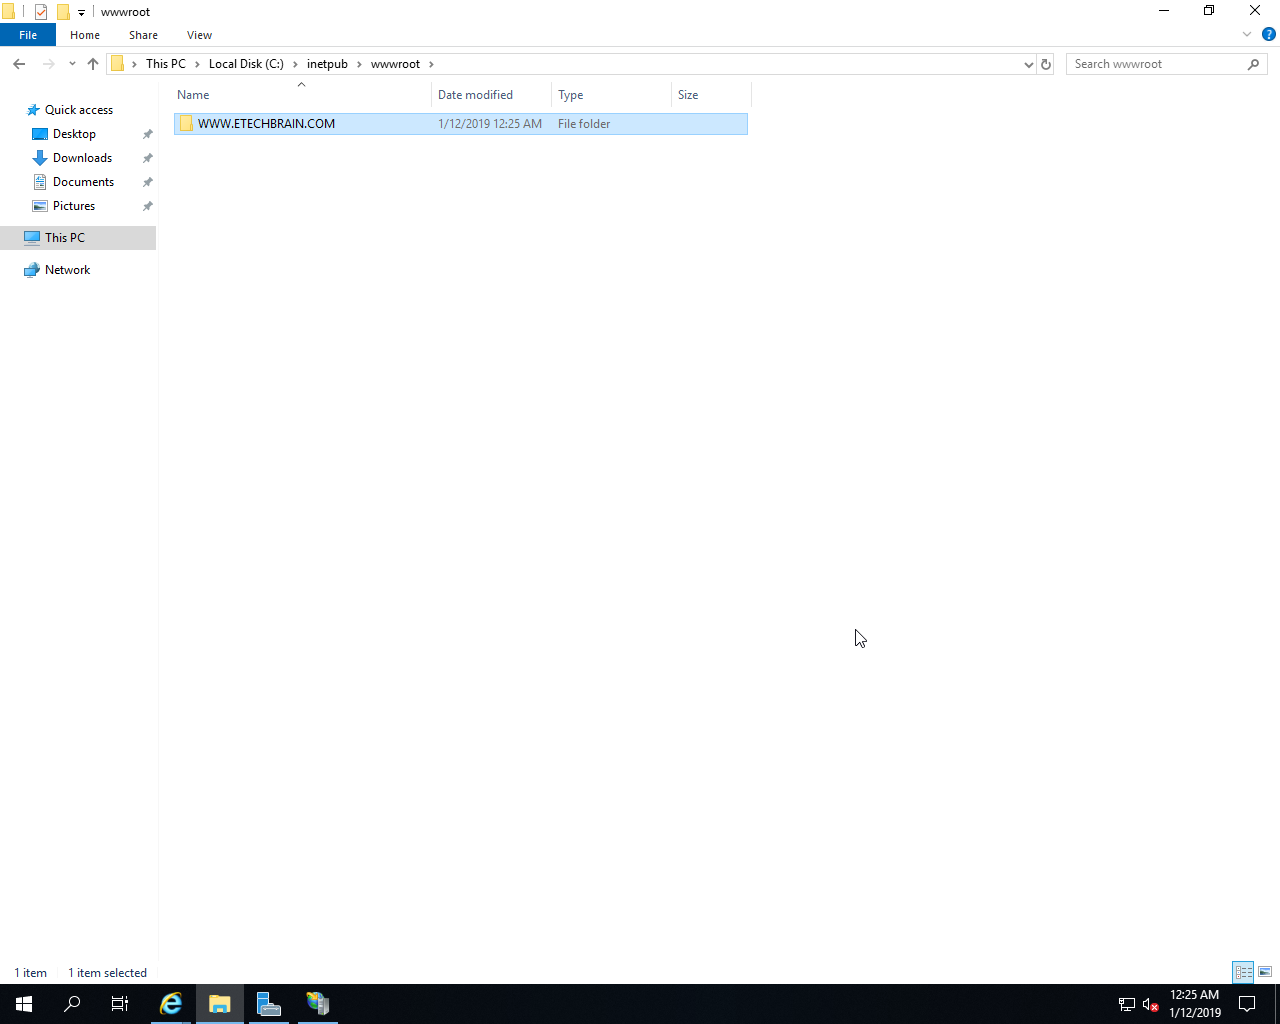 wwwroot
File Home Share View
This PC Local Disk (C:) inetpub wwwroot
Search wwwroot
Name Date modified Type Size
WWW.ETECHBRAIN.COM 1/12/2019 12:25 AM File folder
Quick access
Desktop
Downloads
Documents
Pictures
This PC
Network
1 item 1 item selected
12:25 AM
1/12/2019